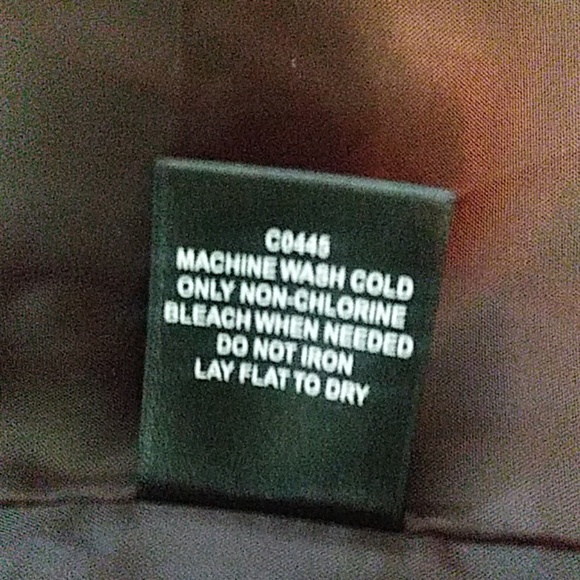 C0445
MACHINE WASH COLD
ONLY NON-CHLORINE
BLEACH WHEN NEEDED
DO NOT IRON
LAY FLAT TO DRY